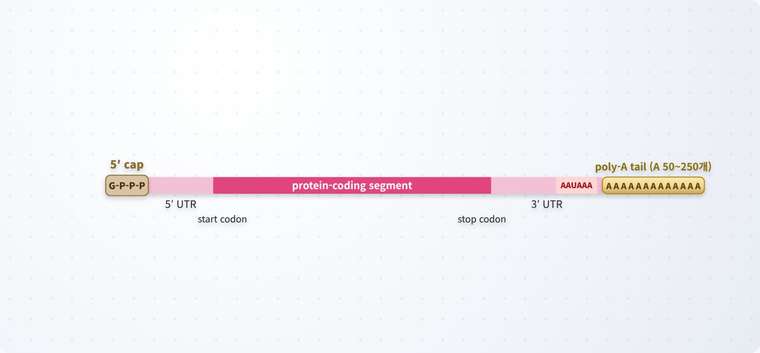 5′ cap
poly-A tail (A 50~250개)
G-P-P-P
protein-coding segment
AAUAAA
AAAAAAAAAAAAA
5′ UTR
3′ UTR
start codon
stop codon